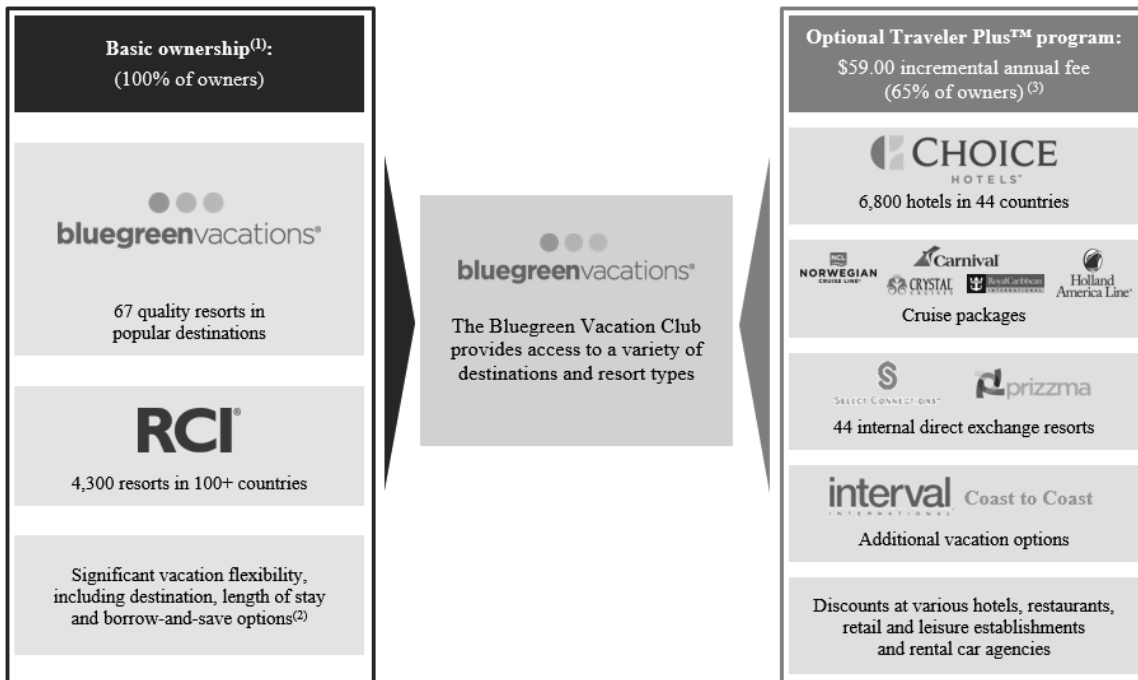 Basic ownership(1):
(100% of owners)
bluegreenvacations®
67 quality resorts in
popular destinations
RCI®
4,300 resorts in 100+ countries
Significant vacation flexibility,
including destination, length of stay
and borrow-and-save options(2)
bluegreenvacations®
The Bluegreen Vacation Club
provides access to a variety of
destinations and resort types
Optional Traveler Plus™ program:
$59.00 incremental annual fee
(65% of owners) (3)
CHOICE
HOTELS
6,800 hotels in 44 countries
NCL
NORWEGIAN
CRUISE LINE
Carnival
CRYSTAL
CRUISES
RoyalCaribbean
INTERNATIONAL
Holland
America Line
Cruise packages
SELECT CONNECTIONS
prizzma
44 internal direct exchange resorts
interval
INTERNATIONAL
Coast to Coast
Additional vacation options
Discounts at various hotels, restaurants,
retail and leisure establishments
and rental car agencies